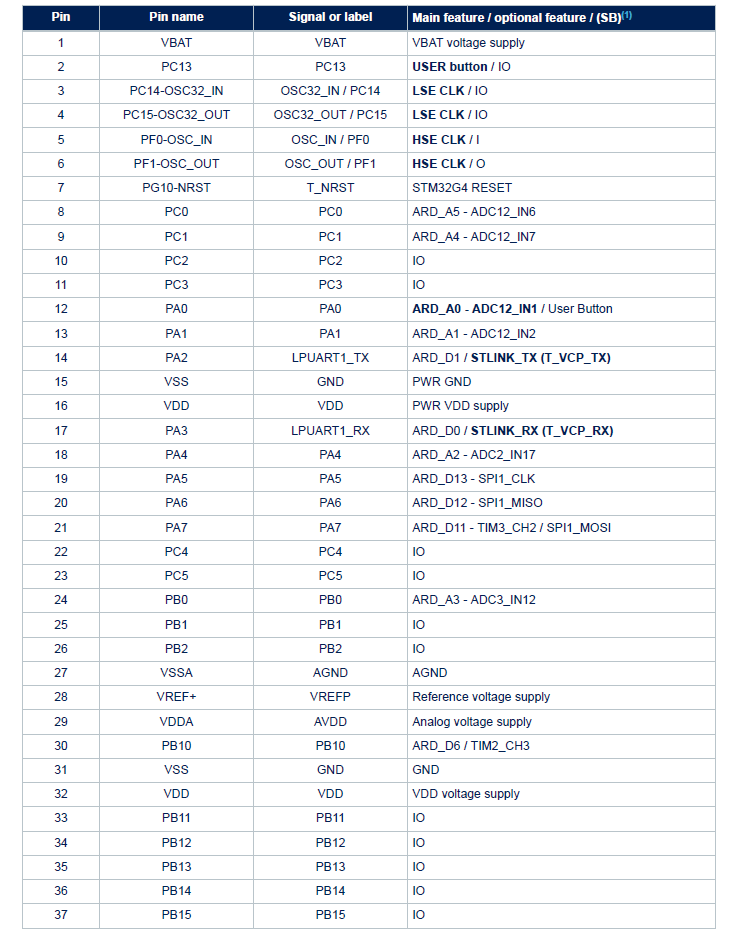 Pin Pin name Signal or label Main feature / optional feature / (SB)(1)
1 VBAT VBAT VBAT voltage supply
2 PC13 PC13 USER button / IO
3 PC14-OSC32_IN OSC32_IN / PC14 LSE CLK / IO
4 PC15-OSC32_OUT OSC32_OUT / PC15 LSE CLK / IO
5 PF0-OSC_IN OSC_IN / PF0 HSE CLK / I
6 PF1-OSC_OUT OSC_OUT / PF1 HSE CLK / O
7 PG10-NRST T_NRST STM32G4 RESET
8 PC0 PC0 ARD_A5 - ADC12_IN6
9 PC1 PC1 ARD_A4 - ADC12_IN7
10 PC2 PC2 IO
11 PC3 PC3 IO
12 PA0 PA0 ARD_A0 - ADC12_IN1 / User Button
13 PA1 PA1 ARD_A1 - ADC12_IN2
14 PA2 LPUART1_TX ARD_D1 / STLINK_TX (T_VCP_TX)
15 VSS GND PWR GND
16 VDD VDD PWR VDD supply
17 PA3 LPUART1_RX ARD_D0 / STLINK_RX (T_VCP_RX)
18 PA4 PA4 ARD_A2 - ADC2_IN17
19 PA5 PA5 ARD_D13 - SPI1_CLK
20 PA6 PA6 ARD_D12 - SPI1_MISO
21 PA7 PA7 ARD_D11 - TIM3_CH2 / SPI1_MOSI
22 PC4 PC4 IO
23 PC5 PC5 IO
24 PB0 PB0 ARD_A3 - ADC3_IN12
25 PB1 PB1 IO
26 PB2 PB2 IO
27 VSSA AGND AGND
28 VREF+ VREFP Reference voltage supply
29 VDDA AVDD Analog voltage supply
30 PB10 PB10 ARD_D6 / TIM2_CH3
31 VSS GND GND
32 VDD VDD VDD voltage supply
33 PB11 PB11 IO
34 PB12 PB12 IO
35 PB13 PB13 IO
36 PB14 PB14 IO
37 PB15 PB15 IO